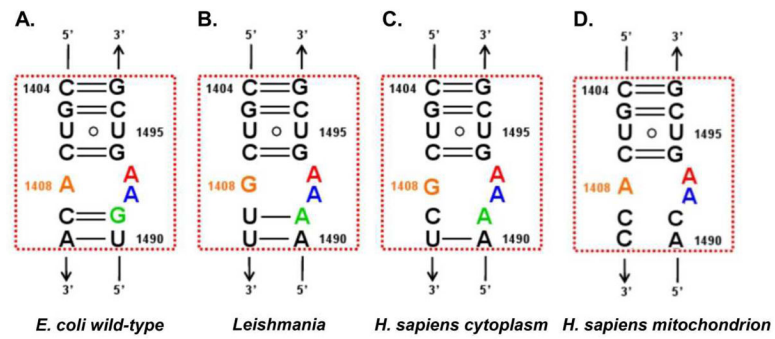 A. B. C. D.
5' 3' 5' 3' 5' 3' 5' 3'
1404 C G 1404 C G 1404 C G 1404 C G
G C G C G C G C
U U 1495 U U 1495 U U 1495 U U 1495
C G C G C G C G
A A A A
1408 A A 1408 G A 1408 G A 1408 A A
C G U A C A C C
A U 1490 U A 1490 U A 1490 C A 1490
3' 5' 3' 5' 3' 5' 3' 5'
E. coli wild-type Leishmania H. sapiens cytoplasm H. sapiens mitochondrion